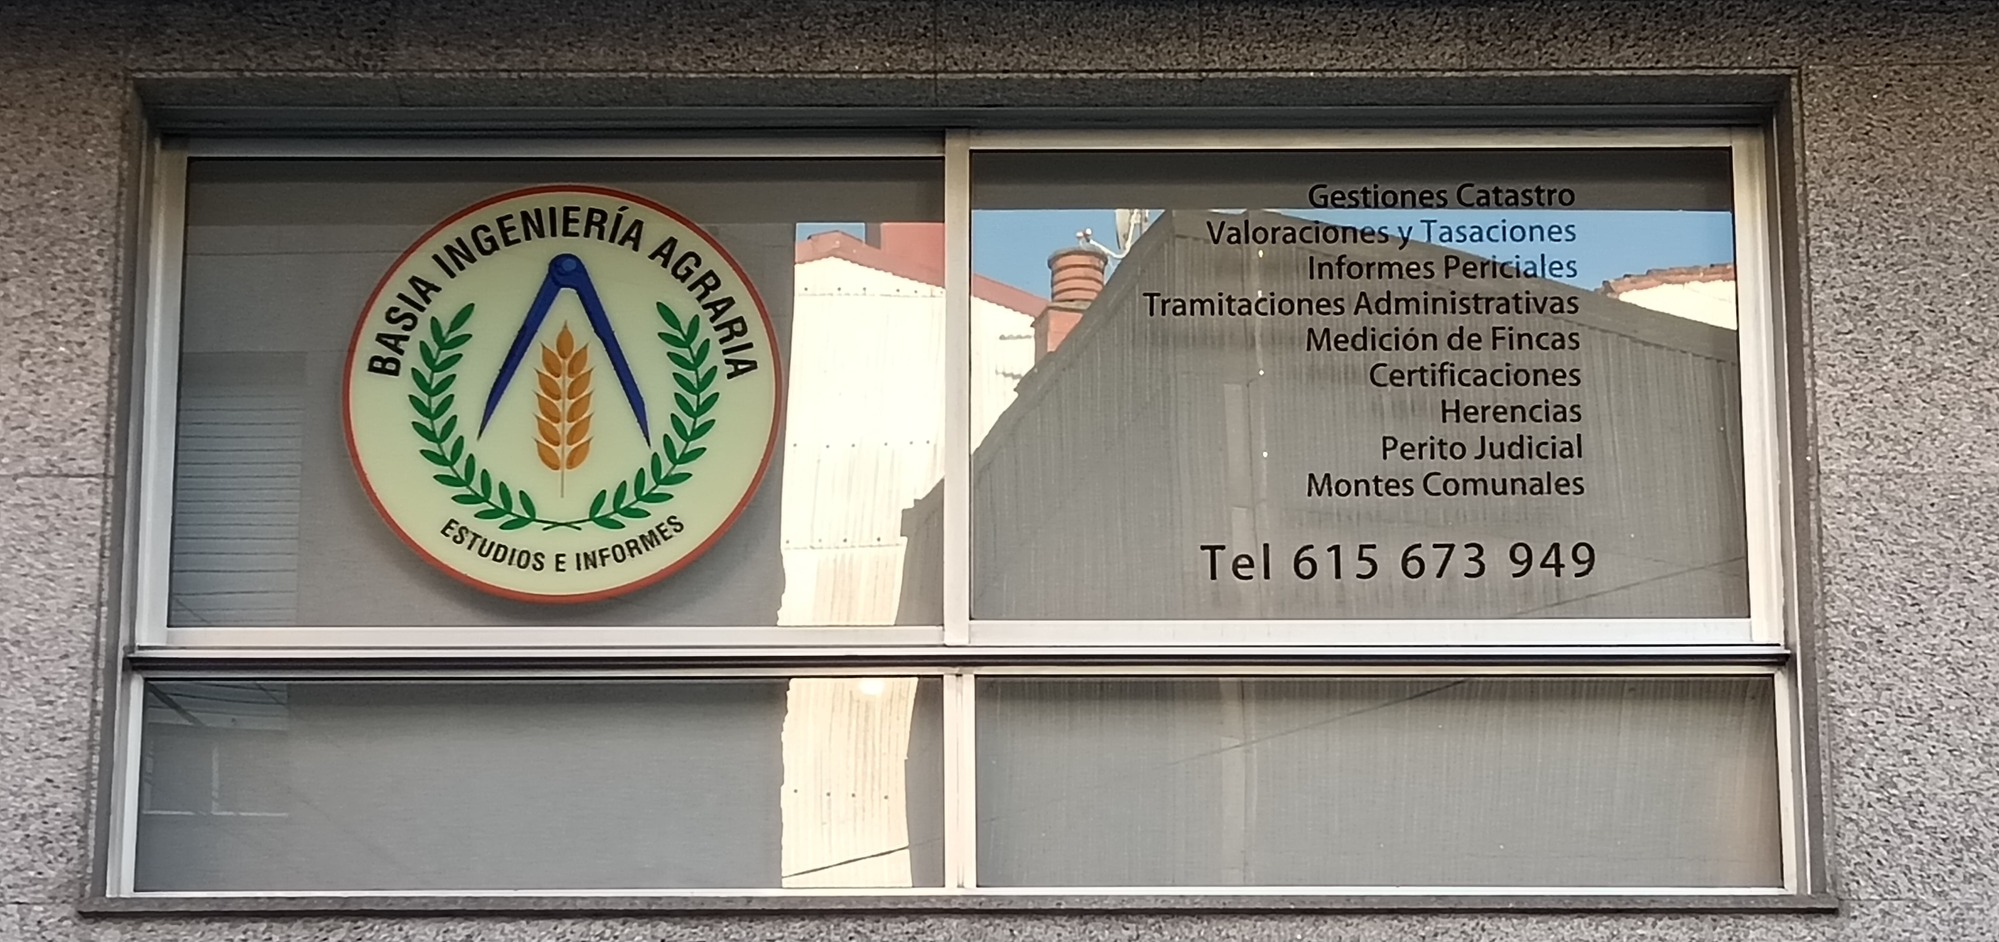 BASIA INGENIERÍA AGRARIA
ESTUDIOS E INFORMES
Gestiones Catastro
Valoraciones y Tasaciones
Informes Periciales
Tramitaciones Administrativas
Medición de Fincas
Certificaciones
Herencias
Perito Judicial
Montes Comunales
Tel 615 673 949